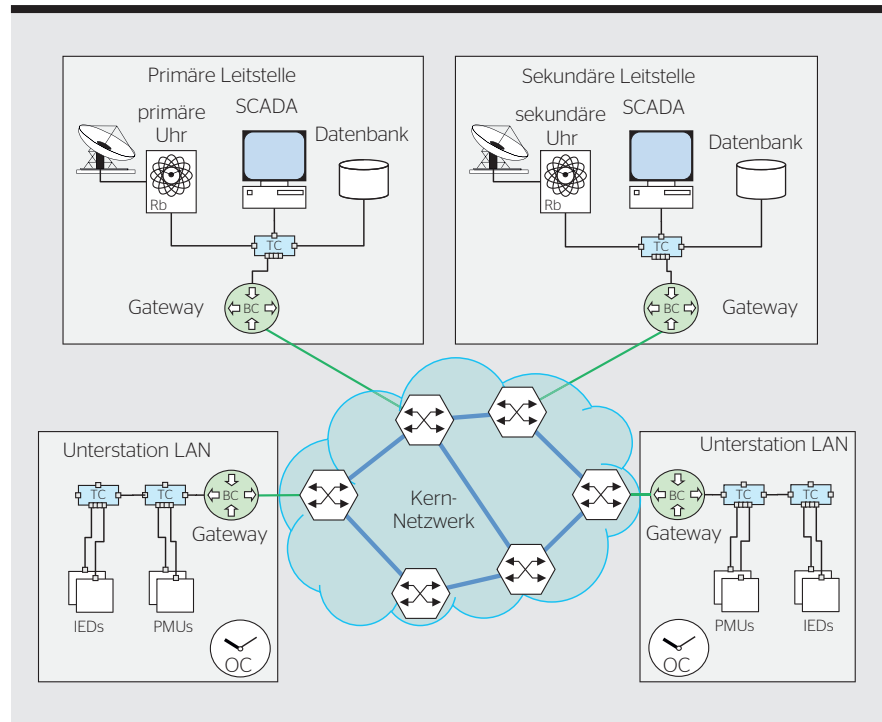 Primäre Leitstelle
primäre
Uhr
SCADA
Datenbank
Rb
TC
Gateway
BC
Sekundäre Leitstelle
sekundäre
Uhr
SCADA
Datenbank
Rb
TC
BC
Gateway
Unterstation LAN
TC
TC
BC
Gateway
IEDs
PMUs
OC
Kern-
Netzwerk
Unterstation LAN
BC
TC
TC
Gateway
PMUs
IEDs
OC